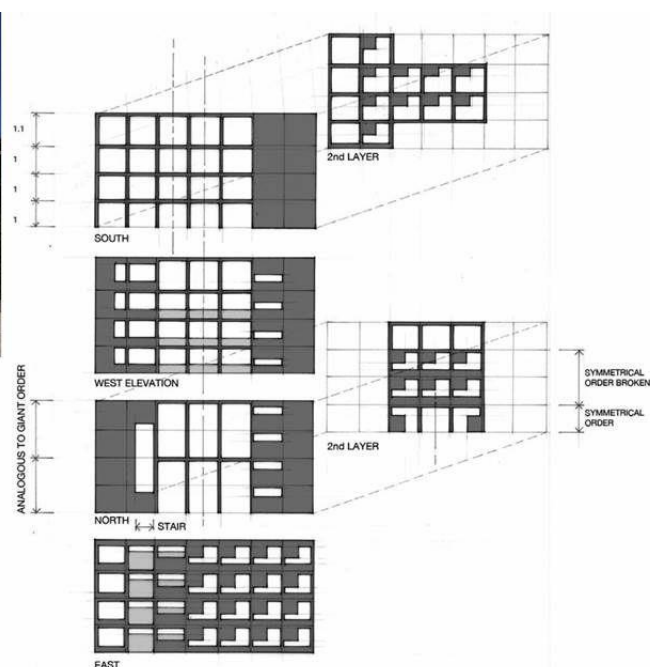 1.1
1
1
1
SOUTH
2nd LAYER
WEST ELEVATION
ANALOGOUS TO GIANT ORDER
NORTH
STAIR
2nd LAYER
SYMMETRICAL
ORDER BROKEN
SYMMETRICAL
ORDER
EAST